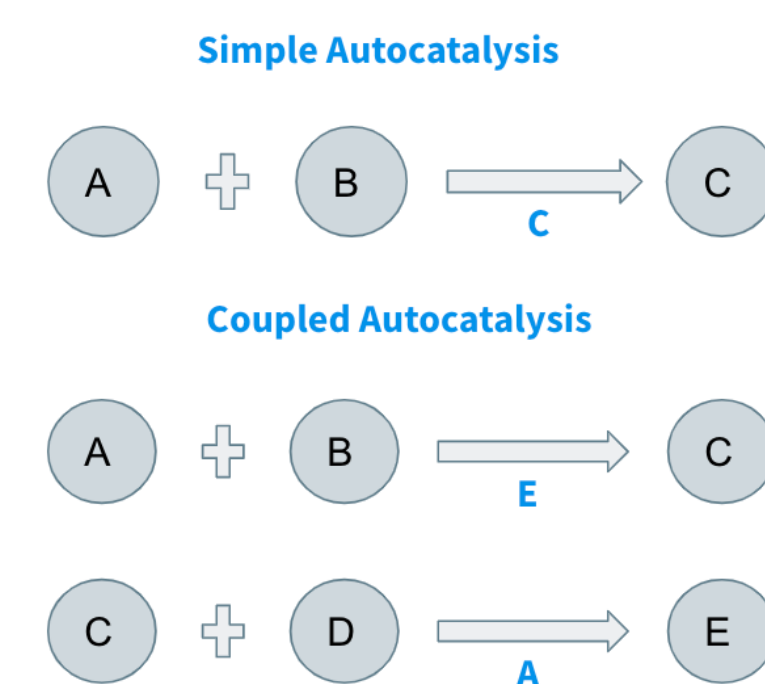 Simple Autocatalysis
A B C
C
Coupled Autocatalysis
A B C
E
C D E
A